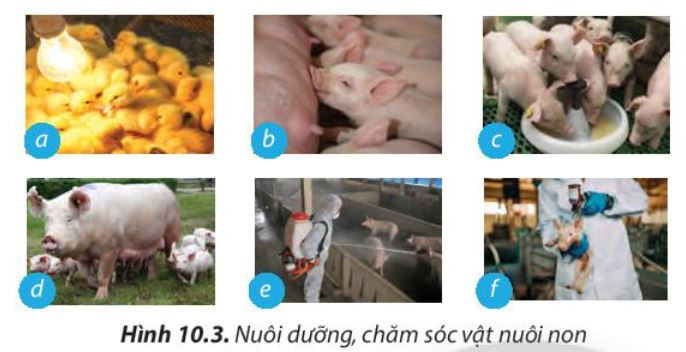 a
b
c
d
e
f
Hình 10.3. Nuôi dưỡng, chăm sóc vật nuôi non